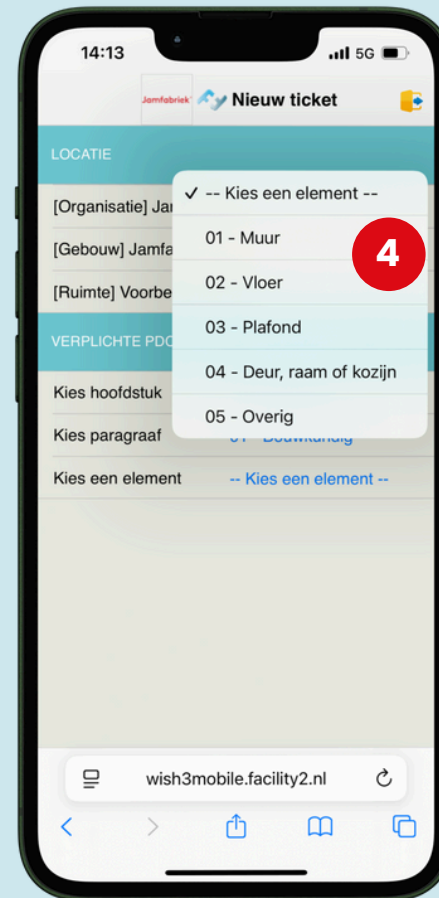 14:13
5G
Jamfabriek
Nieuw ticket
LOCATIE
✓ -- Kies een element --
[Organisatie] Jar
01 - Muur
4
[Gebouw] Jamfa
02 - Vloer
[Ruimte] Voorbe
03 - Plafond
VERPLICHTE PDC
04 - Deur, raam of kozijn
Kies hoofdstuk
05 - Overig
Kies paragraaf
01 - Bouwkundig
Kies een element
-- Kies een element --
wish3mobile.facility2.nl